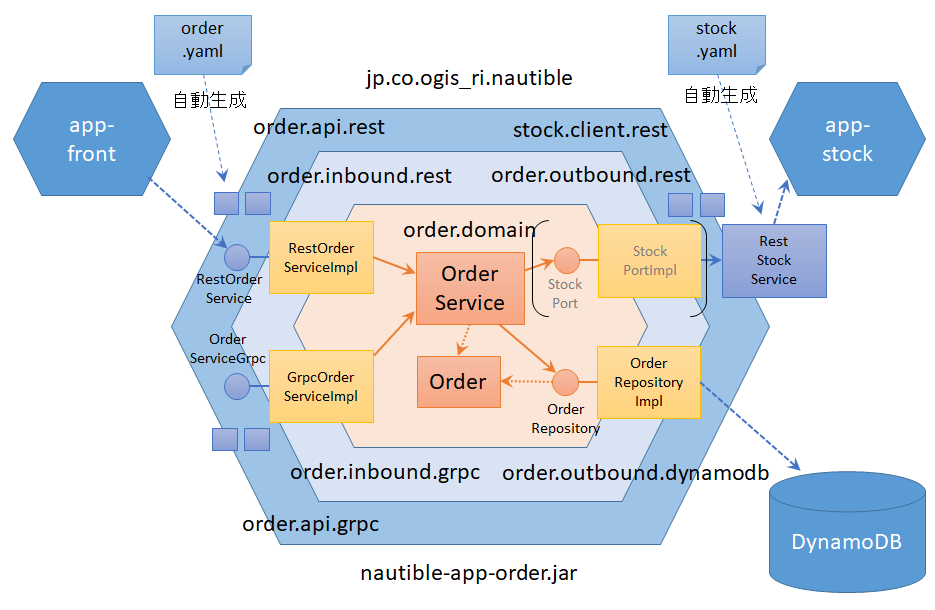 order
.yaml
stock
.yaml
jp.co.ogis_ri.nautible
自動生成
自動生成
app-
front
order.api.rest
stock.client.rest
app-
stock
order.inbound.rest
order.outbound.rest
order.domain
RestOrder
ServiceImpl
Order
Service
Stock
Port
Stock
PortImpl
Rest
Stock
Service
RestOrder
Service
Order
ServiceGrpc
GrpcOrder
ServiceImpl
Order
Order
Repository
Order
Repository
Impl
order.inbound.grpc
order.outbound.dynamodb
order.api.grpc
DynamoDB
nautible-app-order.jar